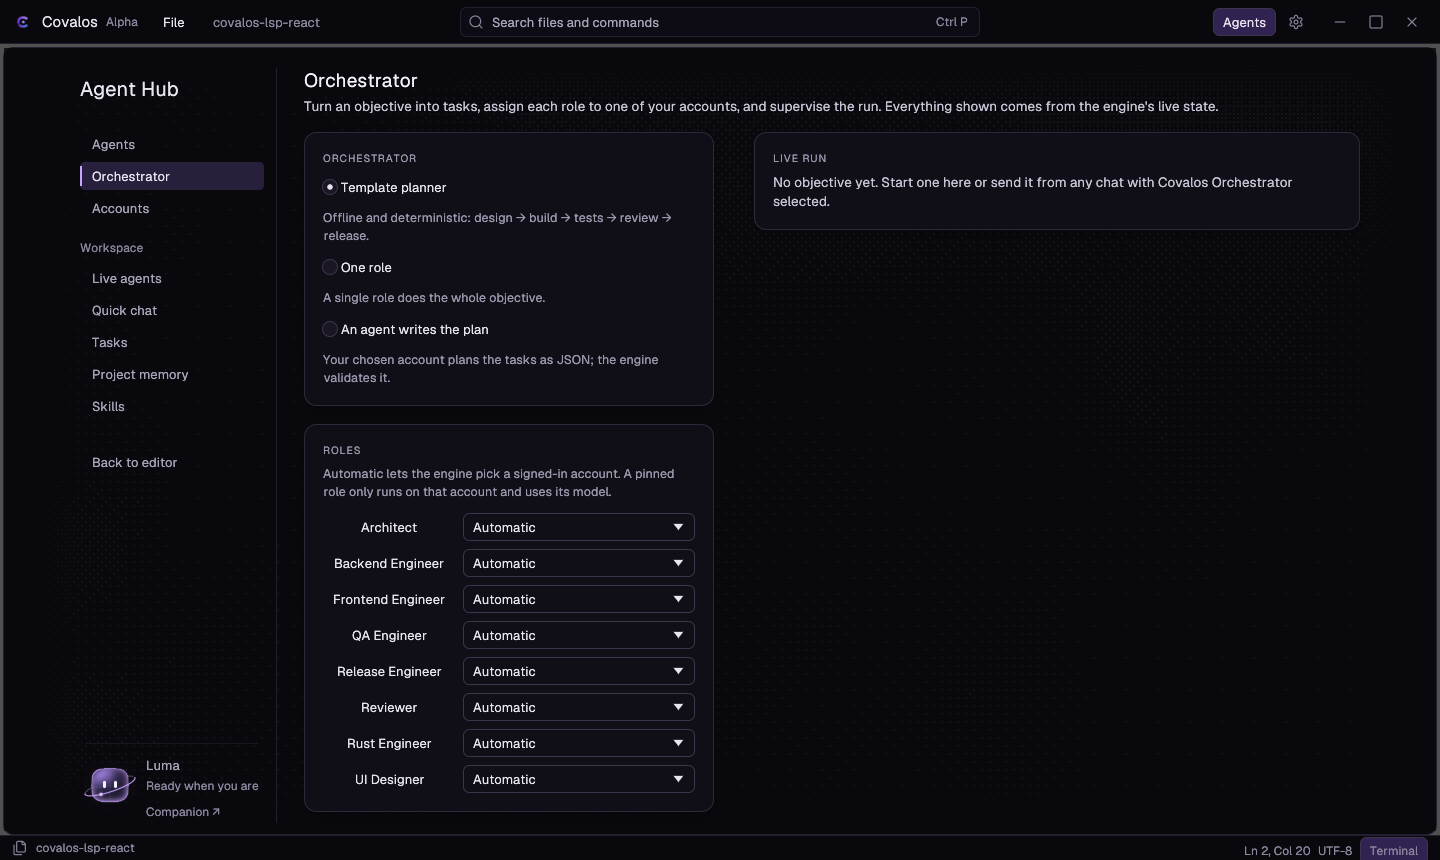 Covalos Alpha File covalos-lsp-react Search files and commands Ctrl P Agents
Agent Hub
Agents
Orchestrator
Accounts
Workspace
Live agents
Quick chat
Tasks
Project memory
Skills
Back to editor
Luma
Ready when you are
Companion ↗
Orchestrator
Turn an objective into tasks, assign each role to one of your accounts, and supervise the run. Everything shown comes from the engine's live state.
ORCHESTRATOR
Template planner
Offline and deterministic: design → build → tests → review →
release.
One role
A single role does the whole objective.
An agent writes the plan
Your chosen account plans the tasks as JSON; the engine
validates it.
ROLES
Automatic lets the engine pick a signed-in account. A pinned
role only runs on that account and uses its model.
Architect Automatic
Backend Engineer Automatic
Frontend Engineer Automatic
QA Engineer Automatic
Release Engineer Automatic
Reviewer Automatic
Rust Engineer Automatic
UI Designer Automatic
LIVE RUN
No objective yet. Start one here or send it from any chat with Covalos Orchestrator
selected.
covalos-lsp-react Ln 2, Col 20 UTF-8 Terminal